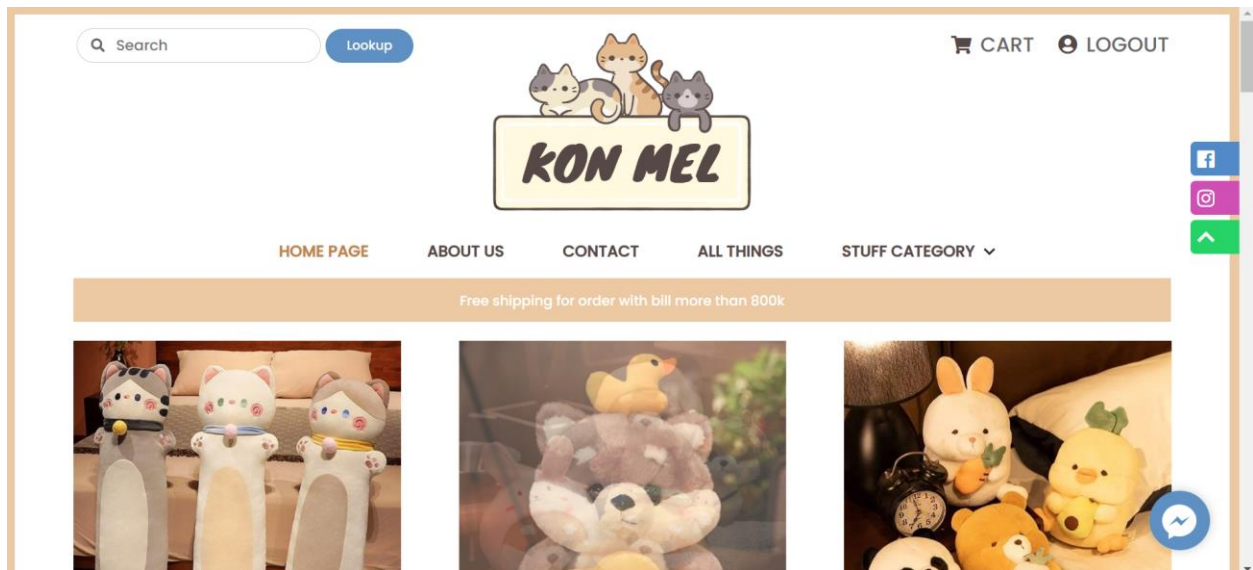 Search
Lookup
CART
LOGOUT
KON MEL
HOME PAGE
ABOUT US
CONTACT
ALL THINGS
STUFF CATEGORY
Free shipping for order with bill more than 800k